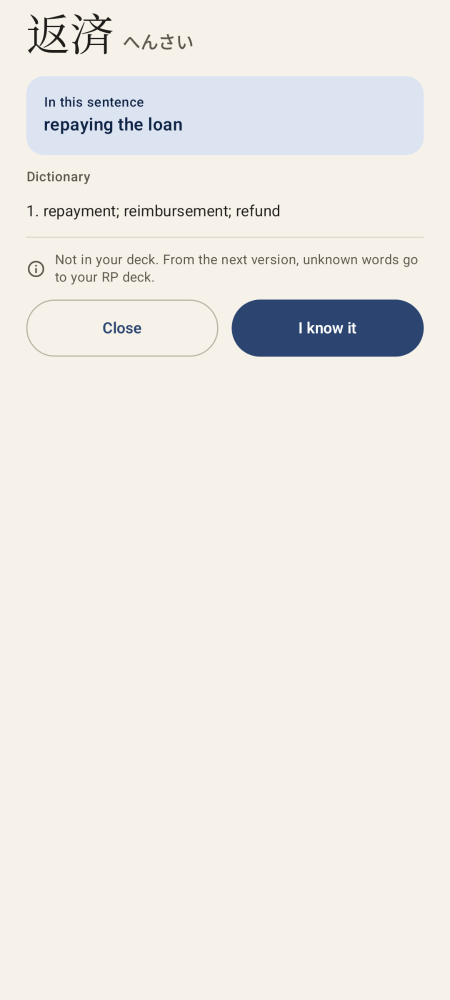 返済 へんさい
In this sentence
repaying the loan
Dictionary
1. repayment; reimbursement; refund
Not in your deck. From the next version, unknown words go
to your RP deck.
Close
I know it